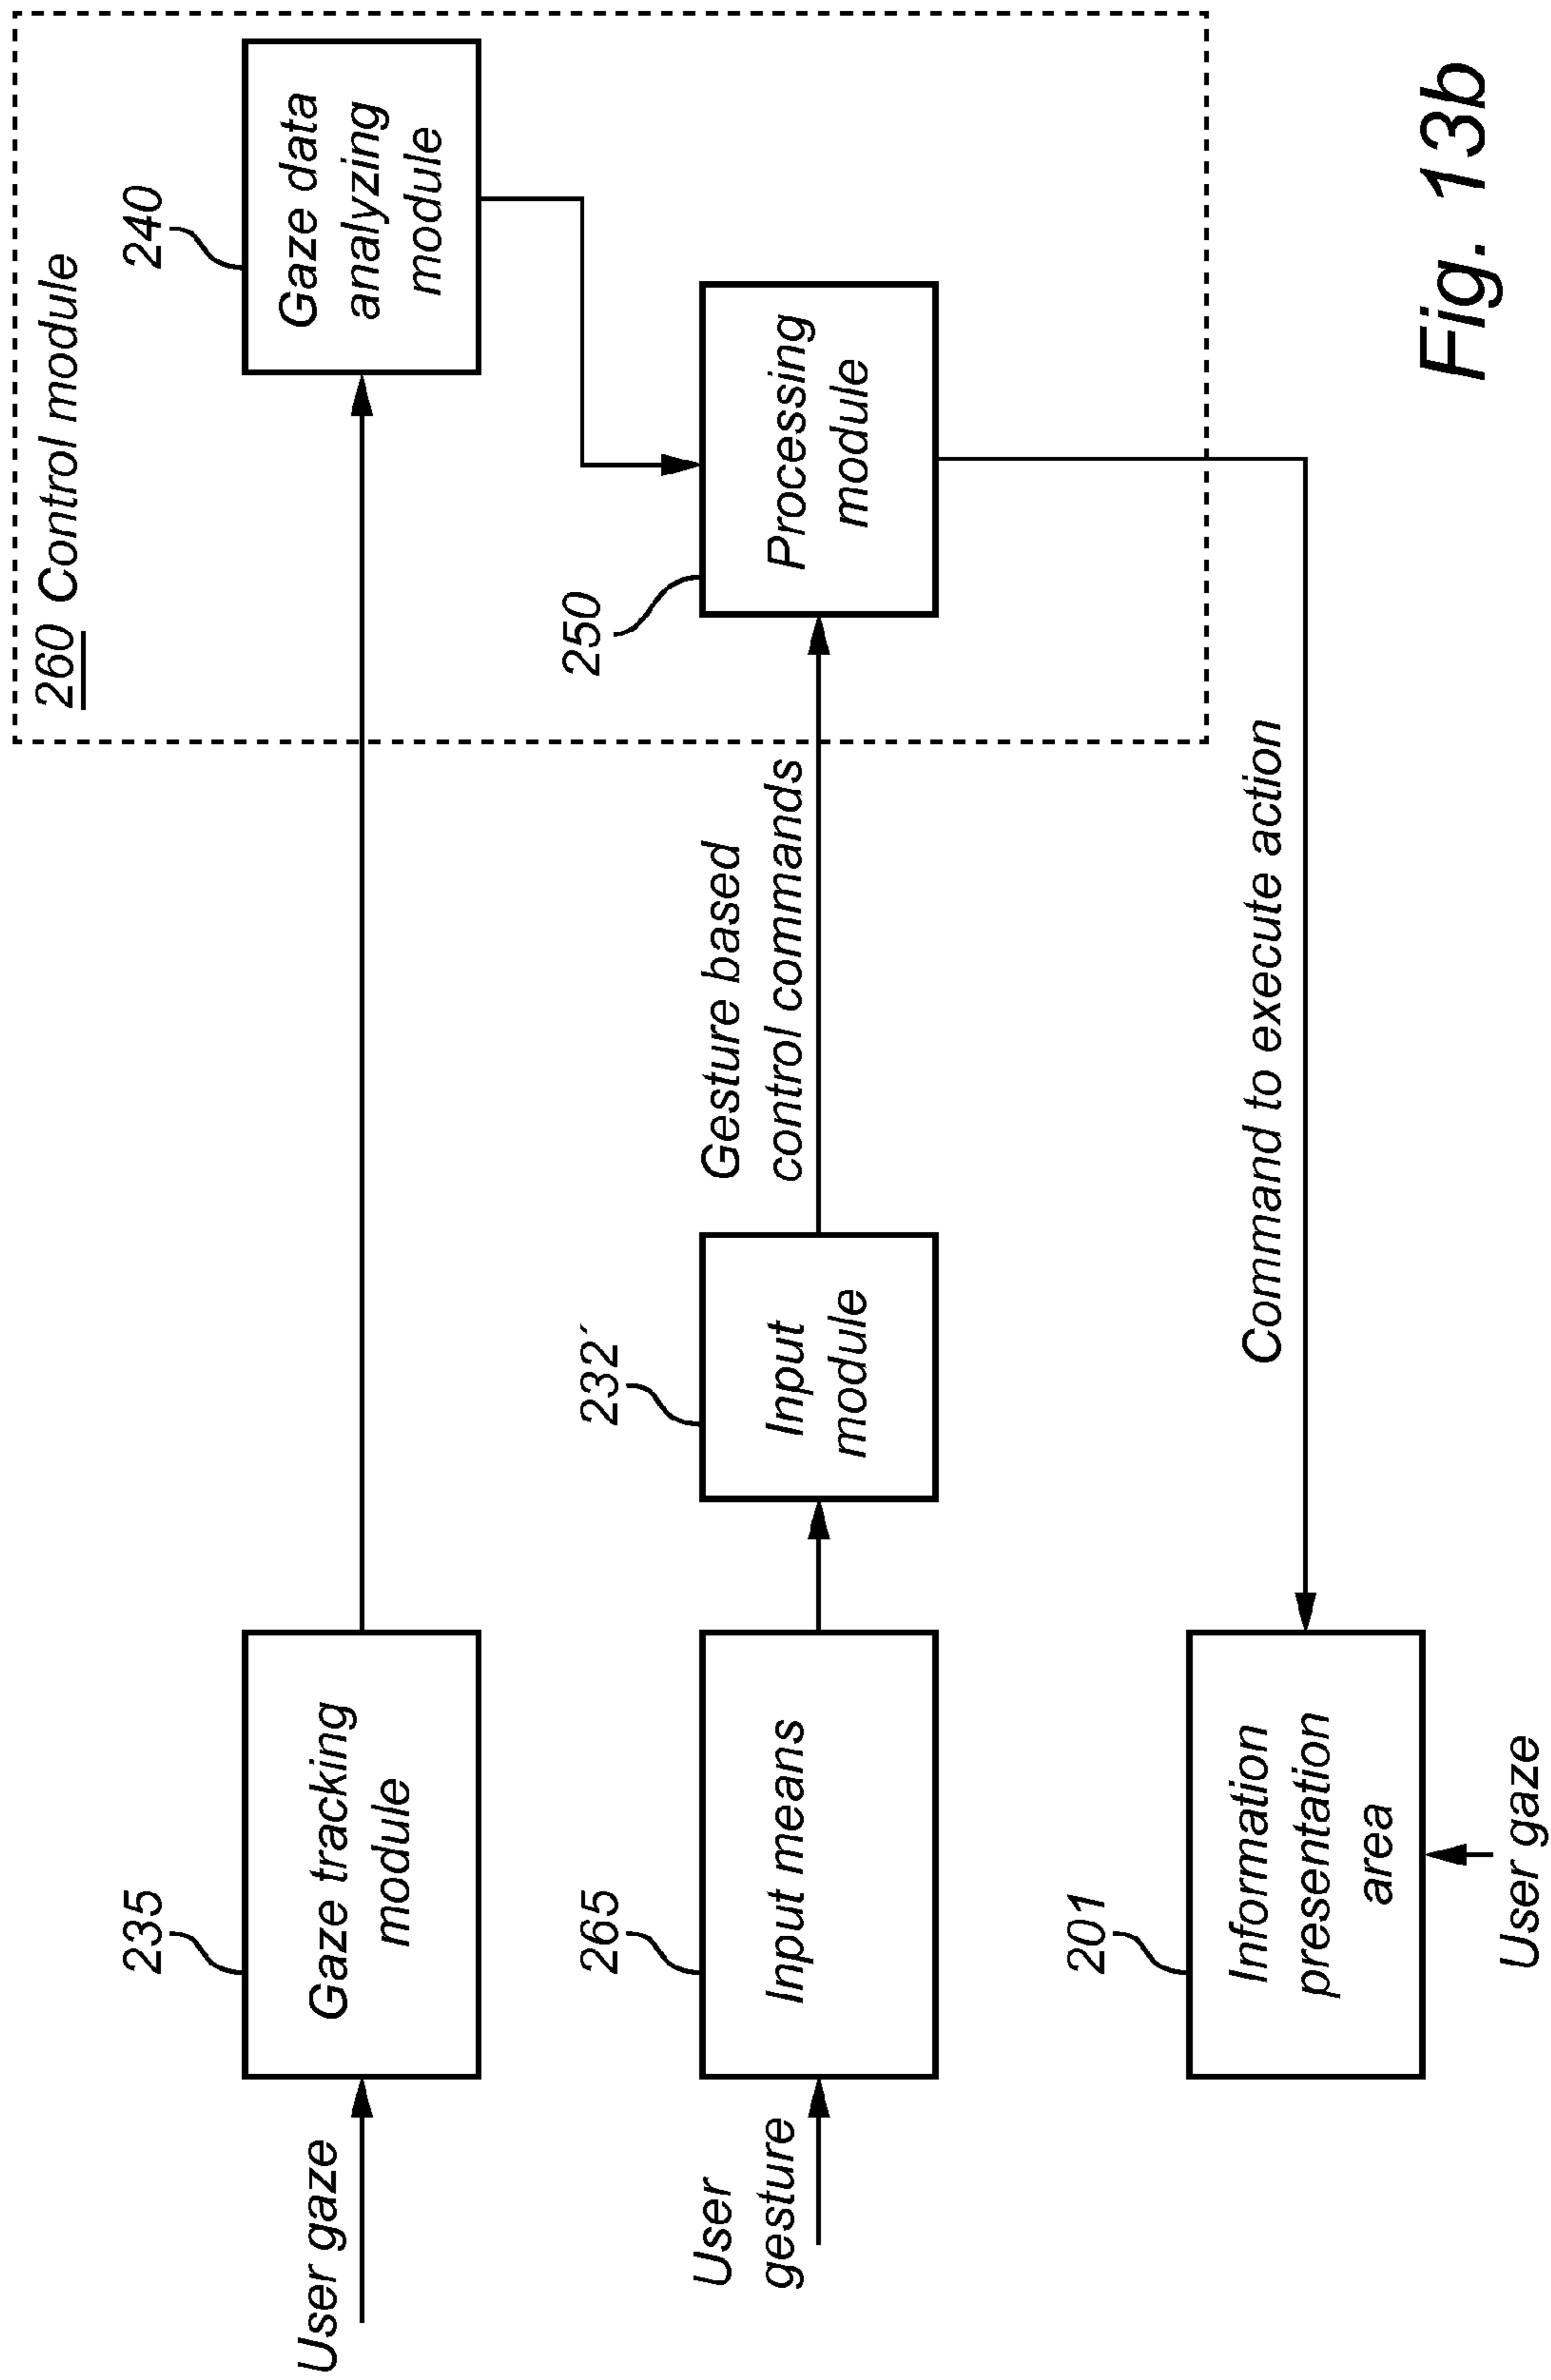 260 Control module
240
Gaze data
analyzing
module
235
Gaze tracking
module
User gaze
250
Processing
module
Gesture based
control commands
232´
Input
module
265
Input means
User
gesture
Command to execute action
201
Information
presentation
area
User gaze
Fig. 13b